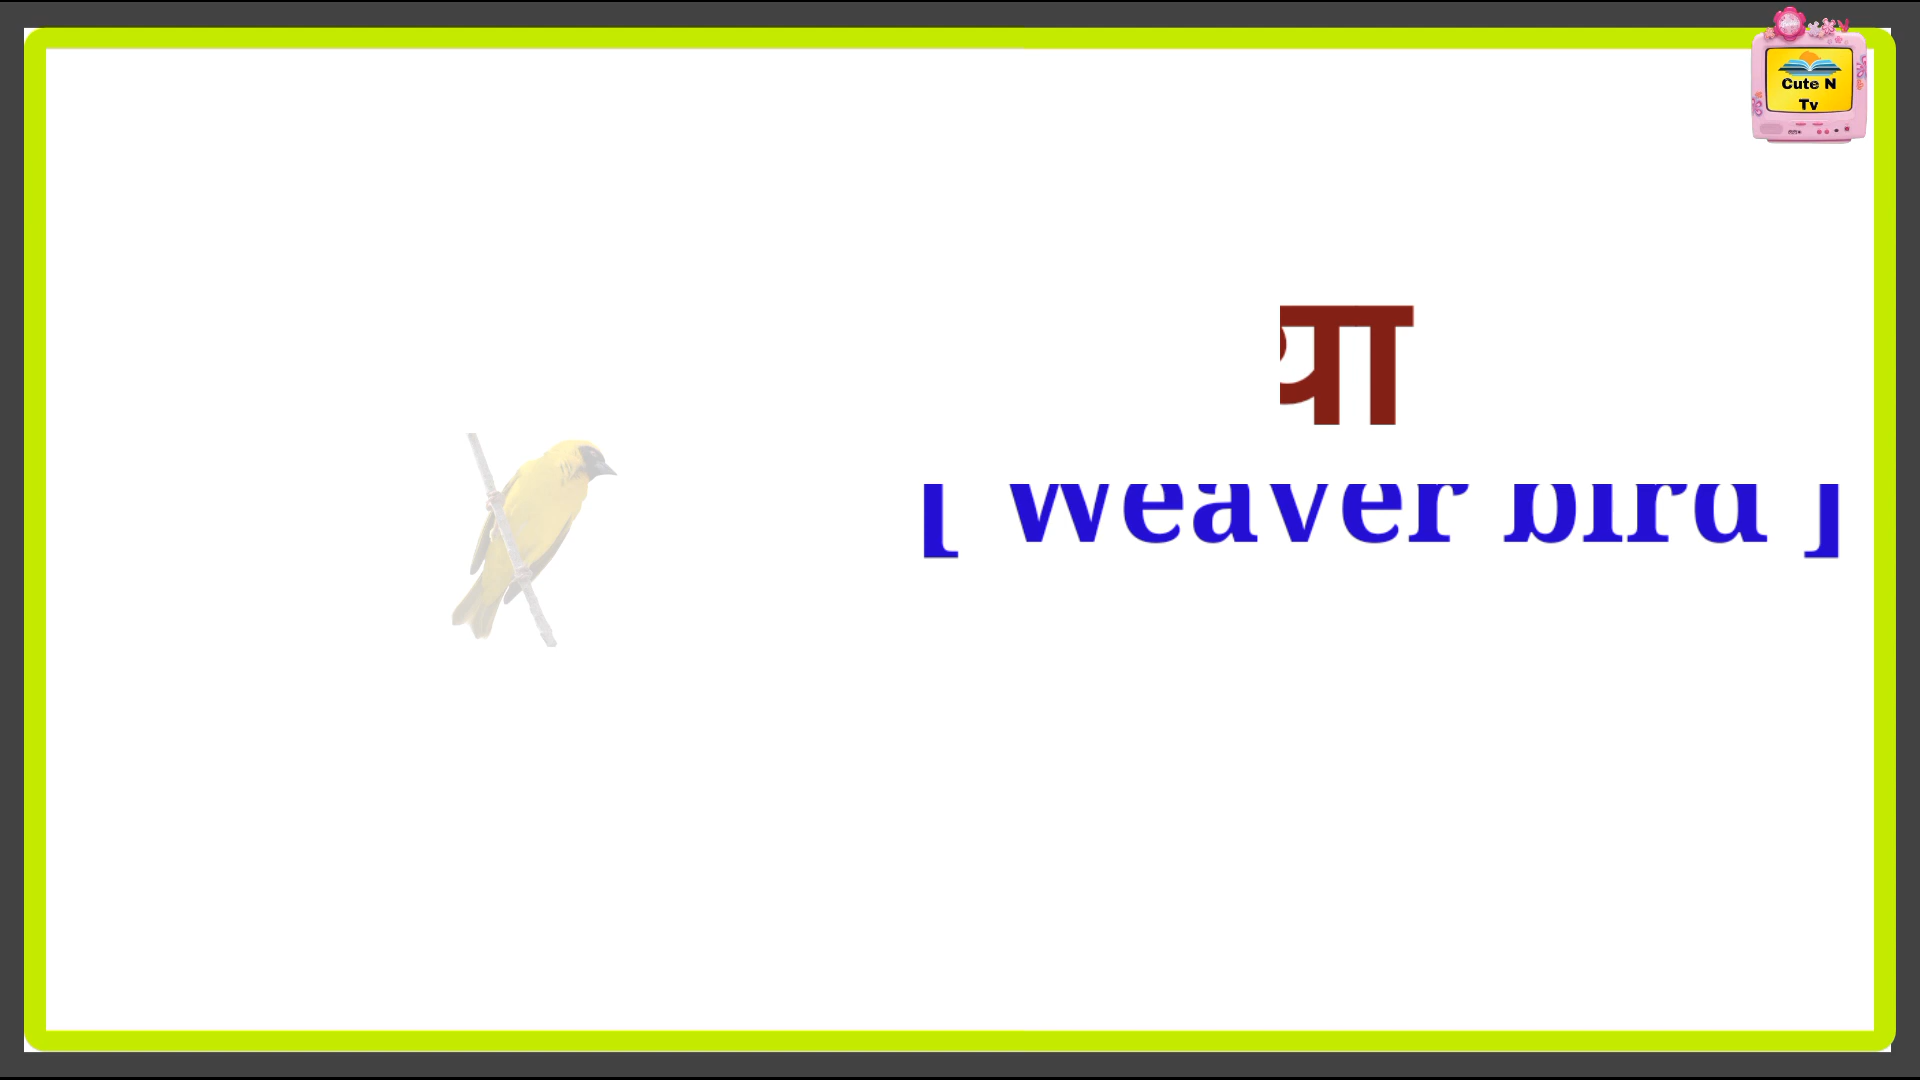 Cute N
Tv
या
[ weaver bird ]